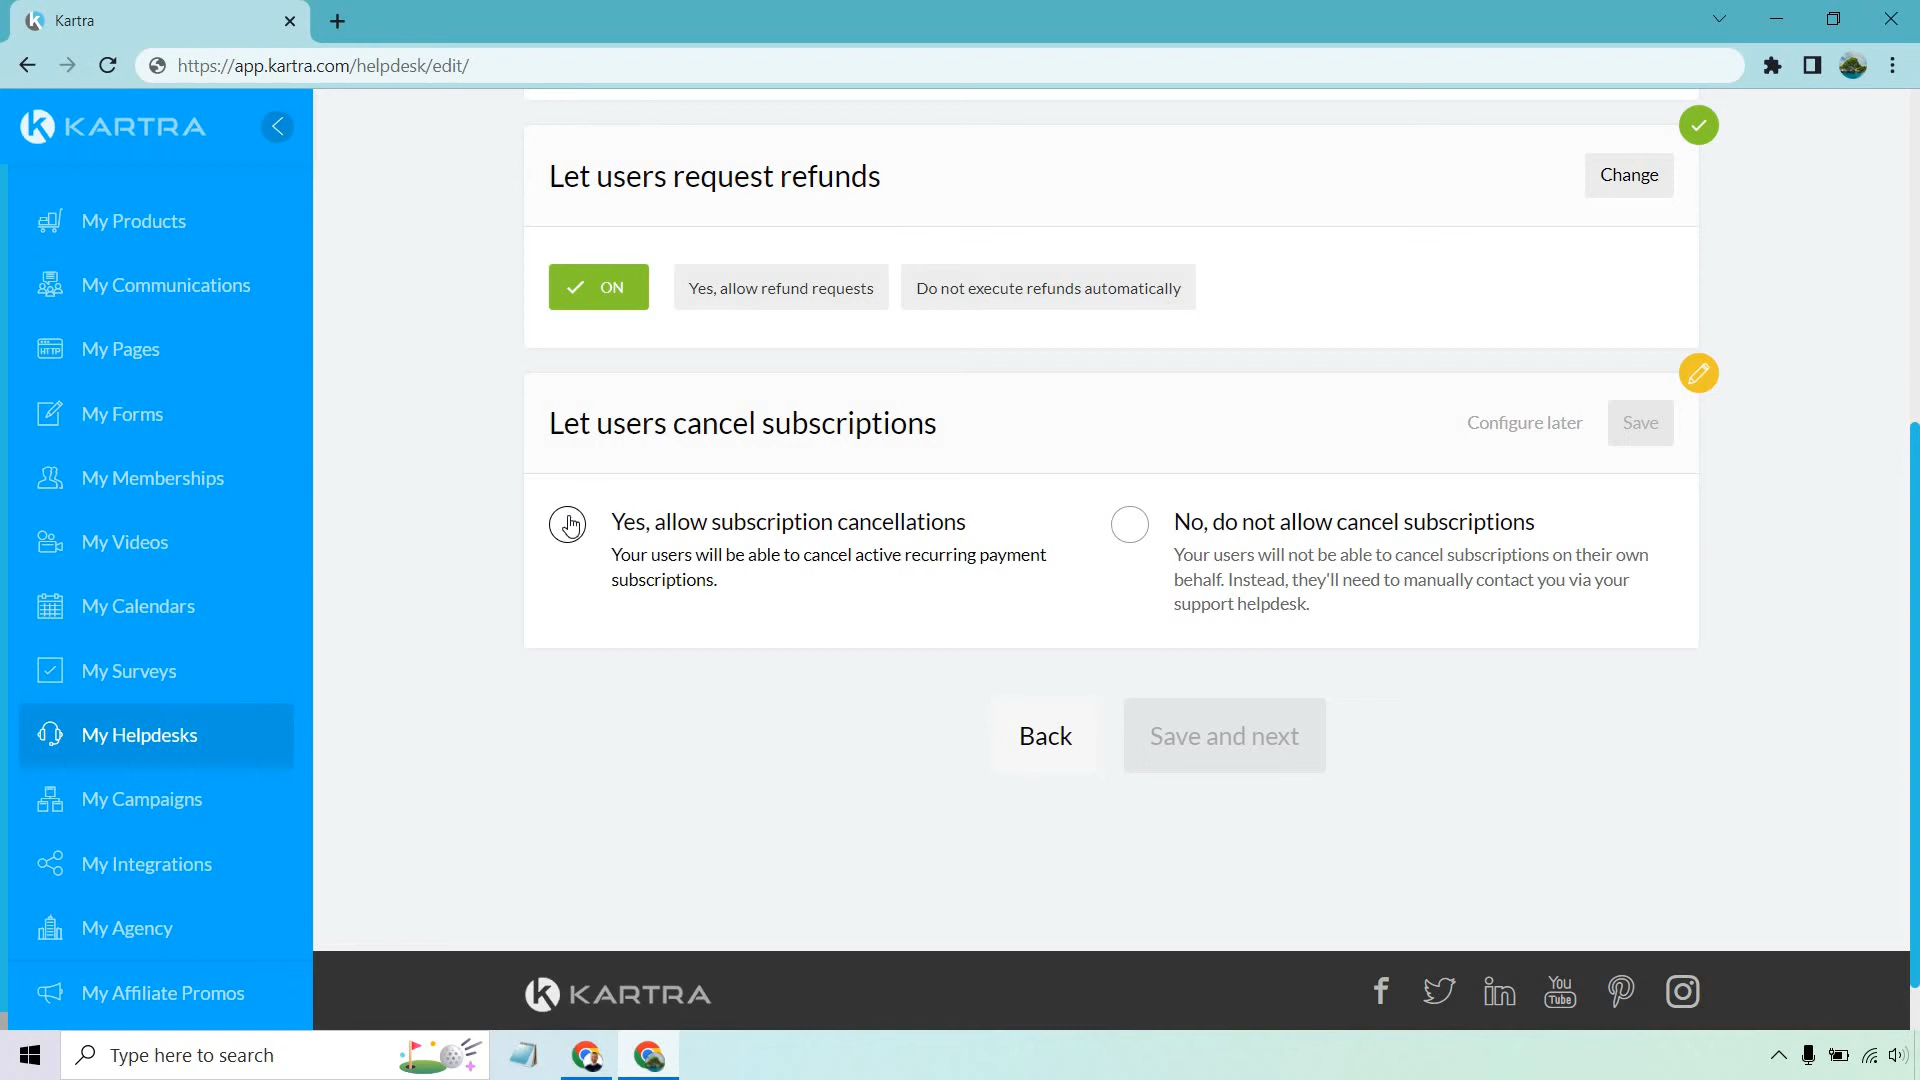 Kartra
https://app.kartra.com/helpdesk/edit/
KARTRA
My Products
My Communications
HTTP
My Pages
My Forms
My Memberships
My Videos
My Calendars
My Surveys
My Helpdesks
My Campaigns
My Integrations
My Agency
My Affiliate Promos
Let users request refunds
Change
ON
Yes, allow refund requests
Do not execute refunds automatically
Let users cancel subscriptions
Configure later
Save
Yes, allow subscription cancellations
Your users will be able to cancel active recurring payment
subscriptions.
No, do not allow cancel subscriptions
Your users will not be able to cancel subscriptions on their own
behalf. Instead, they'll need to manually contact you via your
support helpdesk.
Back
Save and next
KARTRA
You
Tube
Type here to search